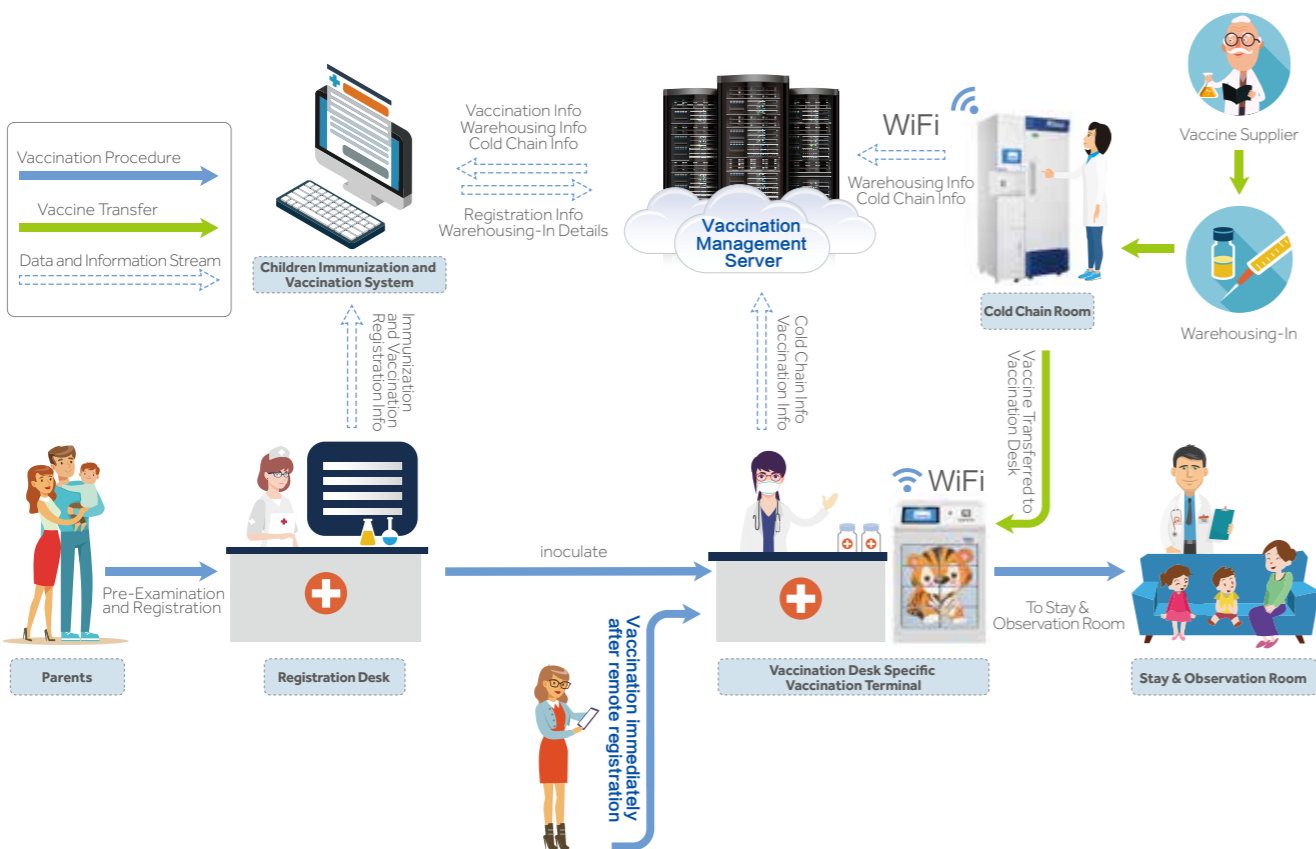 Vaccination Procedure
Vaccine Transfer
Data and Information Stream
Children Immunization and
Vaccination System
Vaccination Info
Warehousing Info
Cold Chain Info
Registration Info
Warehousing-In Details
Vaccination
Management
Server
WiFi
Warehousing Info
Cold Chain Info
Cold Chain Room
Vaccine Supplier
Warehousing-In
Immunization
and Vaccination
Registration Info
Cold Chain Info
Vaccination Info
Vaccine Transferred to
Vaccination Desk
WiFi
Pre-Examination
and Registration
inoculate
To Stay &
Observation Room
Parents
Registration Desk
Vaccination Desk Specific
Vaccination Terminal
Stay & Observation Room
Vaccination immediately
after remote registration